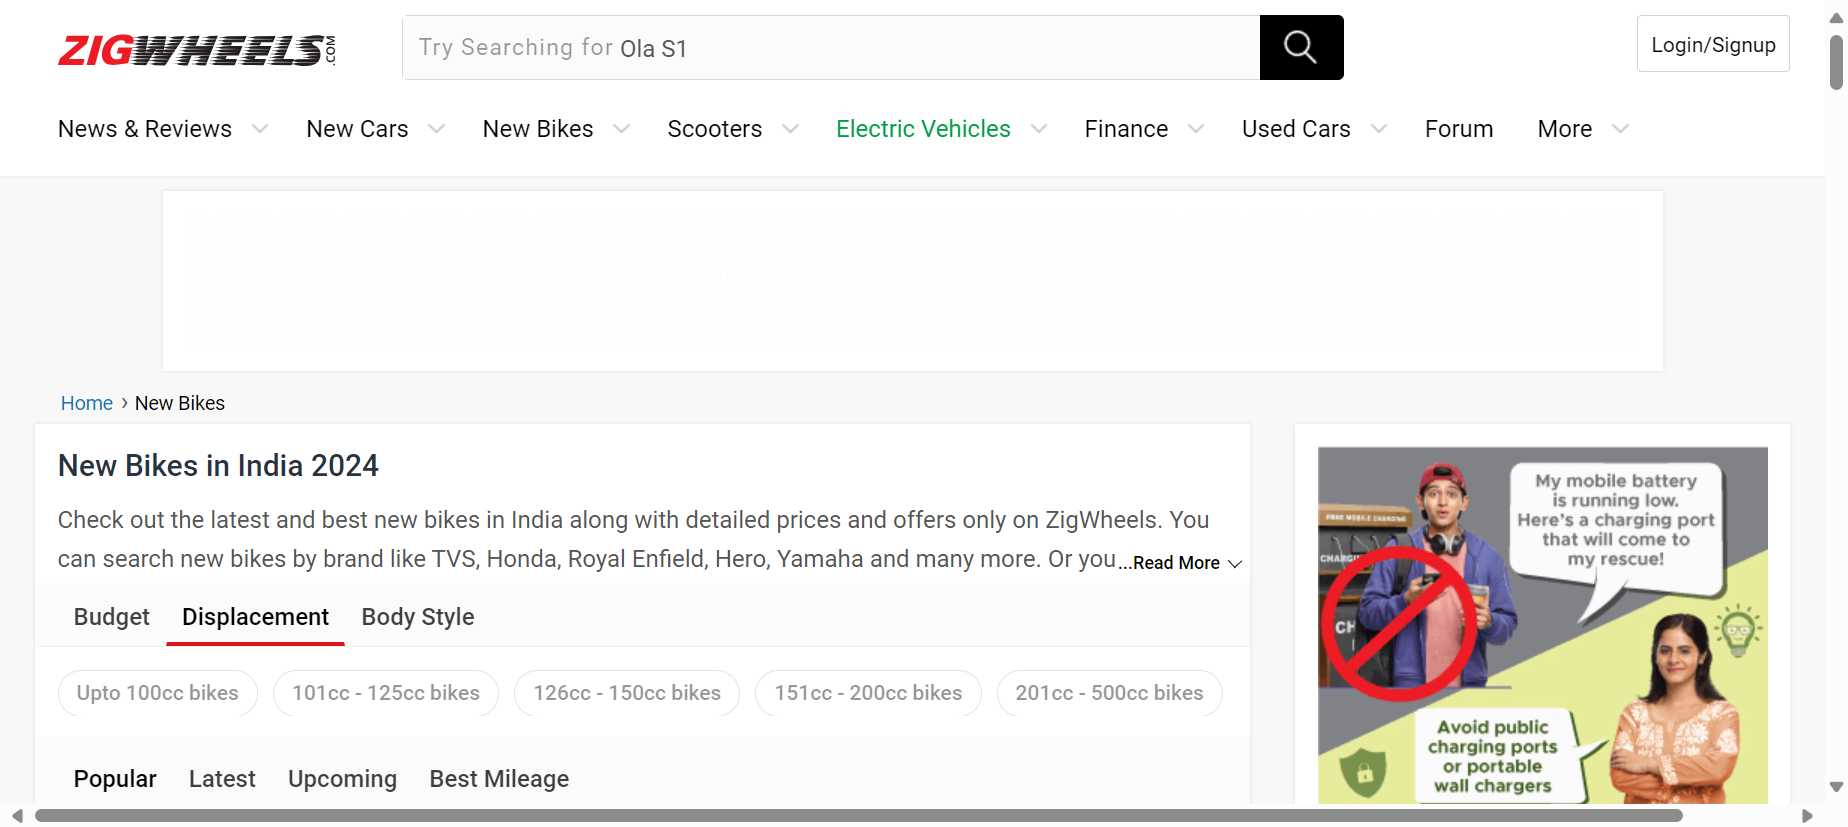 ZIGWHEELS.COM
Try Searching for Ola S1
Login/Signup
News & Reviews New Cars New Bikes Scooters Electric Vehicles Finance Used Cars Forum More
Home › New Bikes
New Bikes in India 2024
Check out the latest and best new bikes in India along with detailed prices and offers only on ZigWheels. You
can search new bikes by brand like TVS, Honda, Royal Enfield, Hero, Yamaha and many more. Or you...Read More
Budget Displacement Body Style
Upto 100cc bikes 101cc - 125cc bikes 126cc - 150cc bikes 151cc - 200cc bikes 201cc - 500cc bikes
Popular Latest Upcoming Best Mileage
My mobile battery
is running low.
Here's a charging port
that will come to
my rescue!
FREE MOBILE CHARGING
Avoid public
charging ports
or portable
wall chargers